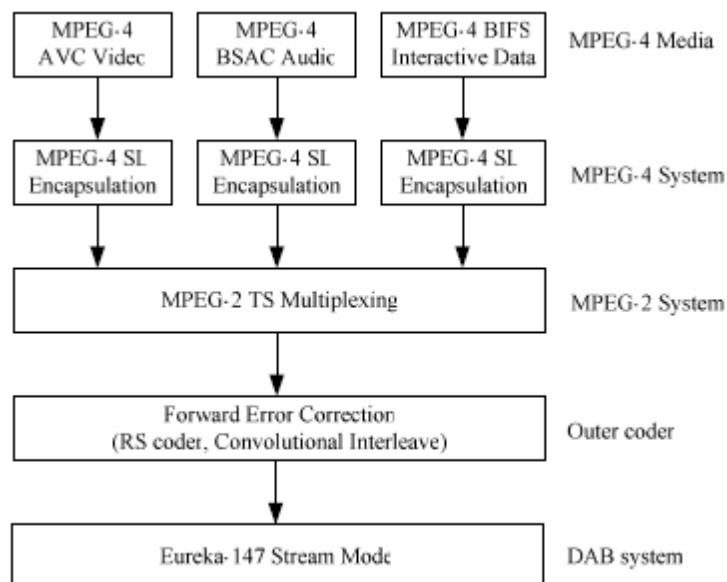 MPEG-4
AVC Video
MPEG-4
BSAC Audio
MPEG-4 BIFS
Interactive Data
MPEG-4 Media
MPEG-4 SL
Encapsulation
MPEG-4 SL
Encapsulation
MPEG-4 SL
Encapsulation
MPEG-4 System
MPEG-2 TS Multiplexing
MPEG-2 System
Forward Error Correction
(RS coder, Convolutional Interleave)
Outer coder
Eureka-147 Stream Mode
DAB system